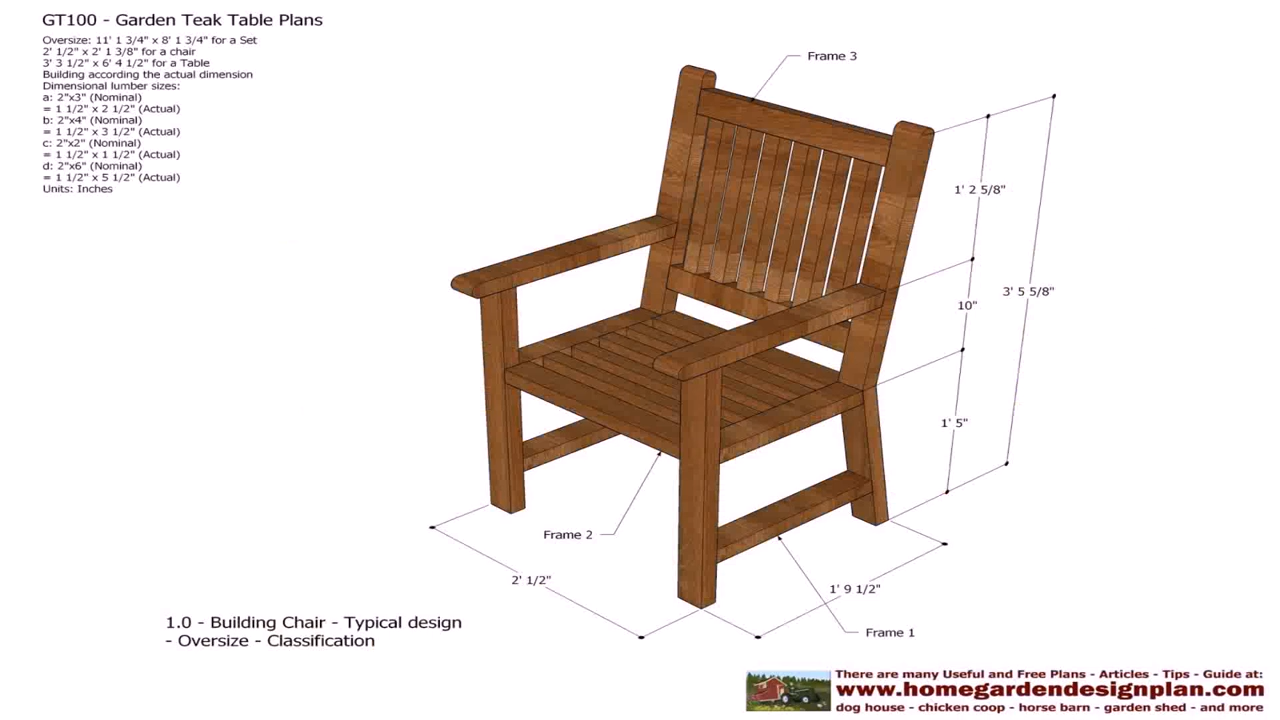 GT100 - Garden Teak Table Plans
Oversize: 11' 1 3/4" x 8' 1 3/4" for a Set
2' 1/2" x 2' 1 3/8" for a chair
3' 3 1/2" x 6' 4 1/2" for a Table
Building according the actual dimension
Dimensional lumber sizes:
a: 2"x3" (Nominal)
= 1 1/2" x 2 1/2" (Actual)
b: 2"x4" (Nominal)
= 1 1/2" x 3 1/2" (Actual)
c: 2"x2" (Nominal)
= 1 1/2" x 1 1/2" (Actual)
d: 2"x6" (Nominal)
= 1 1/2" x 5 1/2" (Actual)
Units: Inches
Frame 3
1' 2 5/8"
3' 5 5/8"
10"
1' 5"
Frame 2
2' 1/2"
1' 9 1/2"
Frame 1
1.0 - Building Chair - Typical design
- Oversize - Classification
There are many Useful and Free Plans - Articles - Tips - Guide at:
www.homegardendesignplan.com
dog house - chicken coop - horse barn - garden shed - and more